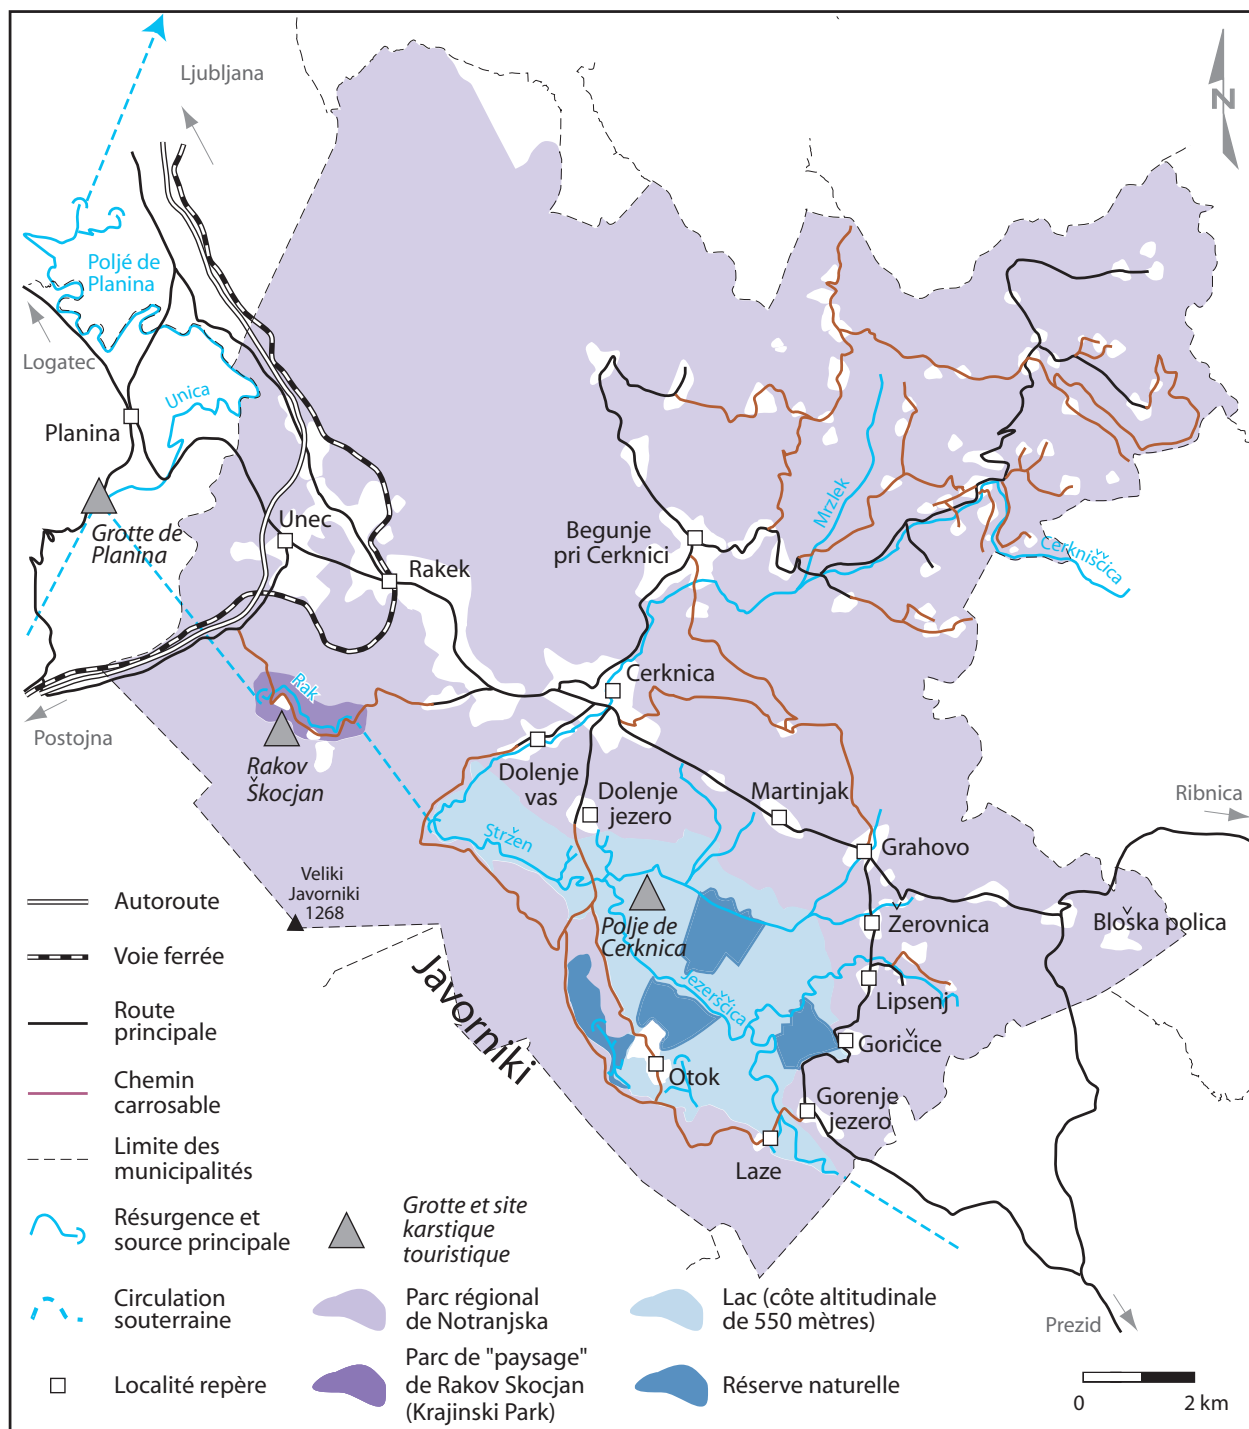 Ljubljana
N
Poljé de
Planina
Logatec
Unica
Planina
Grotte de
Planina
Unec
Rakek
Begunje
pri Cerknici
Mrzlek
Cerkniščica
Rak
Cerknica
Postojna
Rakov
Škocjan
Dolenje
vas
Dolenje
jezero
Martinjak
Ribnica
Stržen
Grahovo
Veliki
Javorniki
1268
Polje de
Cerknica
Žerovnica
Bloška polica
Javorniki
Jezerščica
Lipsenj
Goričice
Otok
Gorenje
jezero
Laze
Prezid
Autoroute
Voie ferrée
Route
principale
Chemin
carrosable
Limite des
municipalités
Résurgence et
source principale
Circulation
souterraine
Localité repère
Grotte et site
karstique
touristique
Parc régional
de Notranjska
Parc de "paysage"
de Rakov Skocjan
(Krajinski Park)
Lac (côte altitudinale
de 550 mètres)
Réserve naturelle
0 2 km